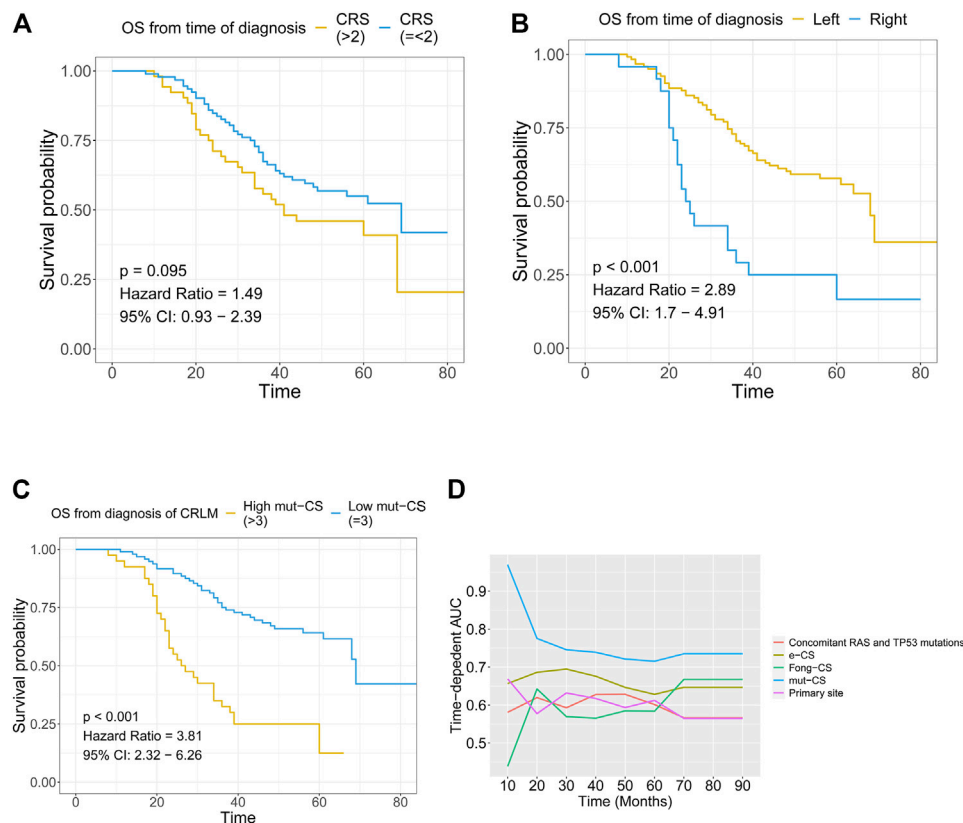 A
OS from time of diagnosis
CRS
(>2)
CRS
(=<2)
Survival probability
1.00
0.75
0.50
0.25
0.00
p = 0.095
Hazard Ratio = 1.49
95% CI: 0.93 − 2.39
0 20 40 60 80
Time
B
OS from time of diagnosis Left Right
Survival probability
1.00
0.75
0.50
0.25
0.00
p < 0.001
Hazard Ratio = 2.89
95% CI: 1.7 − 4.91
0 20 40 60 80
Time
C
OS from diagnosis of CRLM
High mut−CS
(>3)
Low mut−CS
(=3)
Survival probability
1.00
0.75
0.50
0.25
0.00
p < 0.001
Hazard Ratio = 3.81
95% CI: 2.32 − 6.26
0 20 40 60 80
Time
D
Time−depedent AUC
0.9
0.8
0.7
0.6
0.5
10 20 30 40 50 60 70 80 90
Time (Months)
Concomitant RAS and TP53 mutations
e−CS
Fong−CS
mut−CS
Primary site